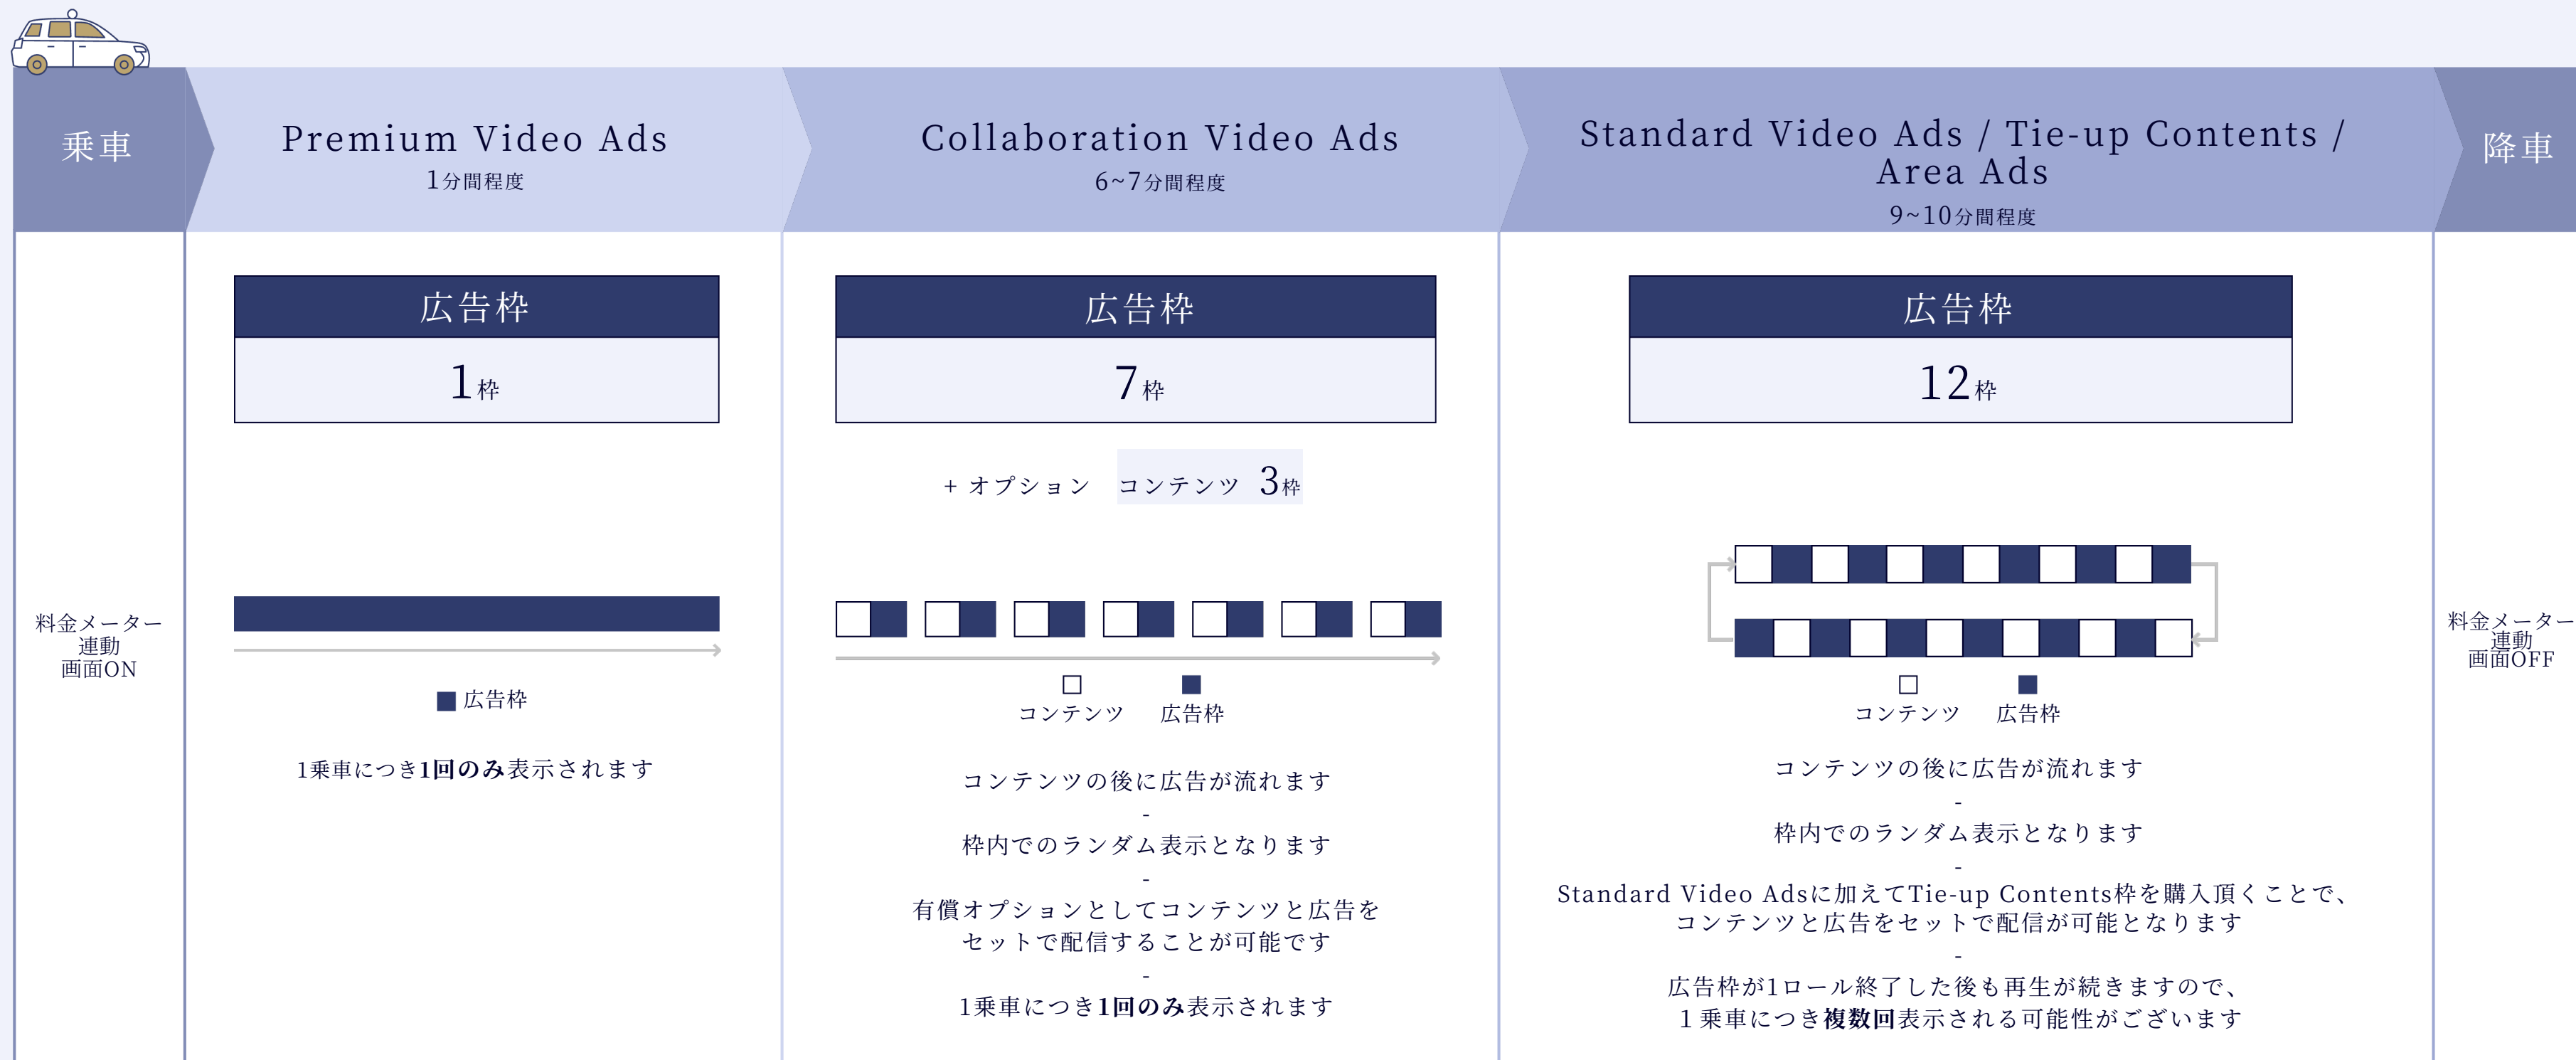 乗車
Premium Video Ads
1分間程度
Collaboration Video Ads
6~7分間程度
Standard Video Ads / Tie-up Contents /
Area Ads
9~10分間程度
降車
料金メーター
連動
画面ON
広告枠
1枠
広告枠
1乗車につき1回のみ表示されます
広告枠
7枠
+ オプション コンテンツ 3枠
コンテンツ 広告枠
コンテンツの後に広告が流れます
-
枠内でのランダム表示となります
-
有償オプションとしてコンテンツと広告を
セットで配信することが可能です
-
1乗車につき1回のみ表示されます
広告枠
12枠
コンテンツ 広告枠
コンテンツの後に広告が流れます
-
枠内でのランダム表示となります
-
Standard Video Adsに加えてTie-up Contents枠を購入頂くことで、
コンテンツと広告をセットで配信が可能となります
-
広告枠が1ロール終了した後も再生が続きますので、
１乗車につき複数回表示される可能性がございます
料金メーター
連動
画面OFF